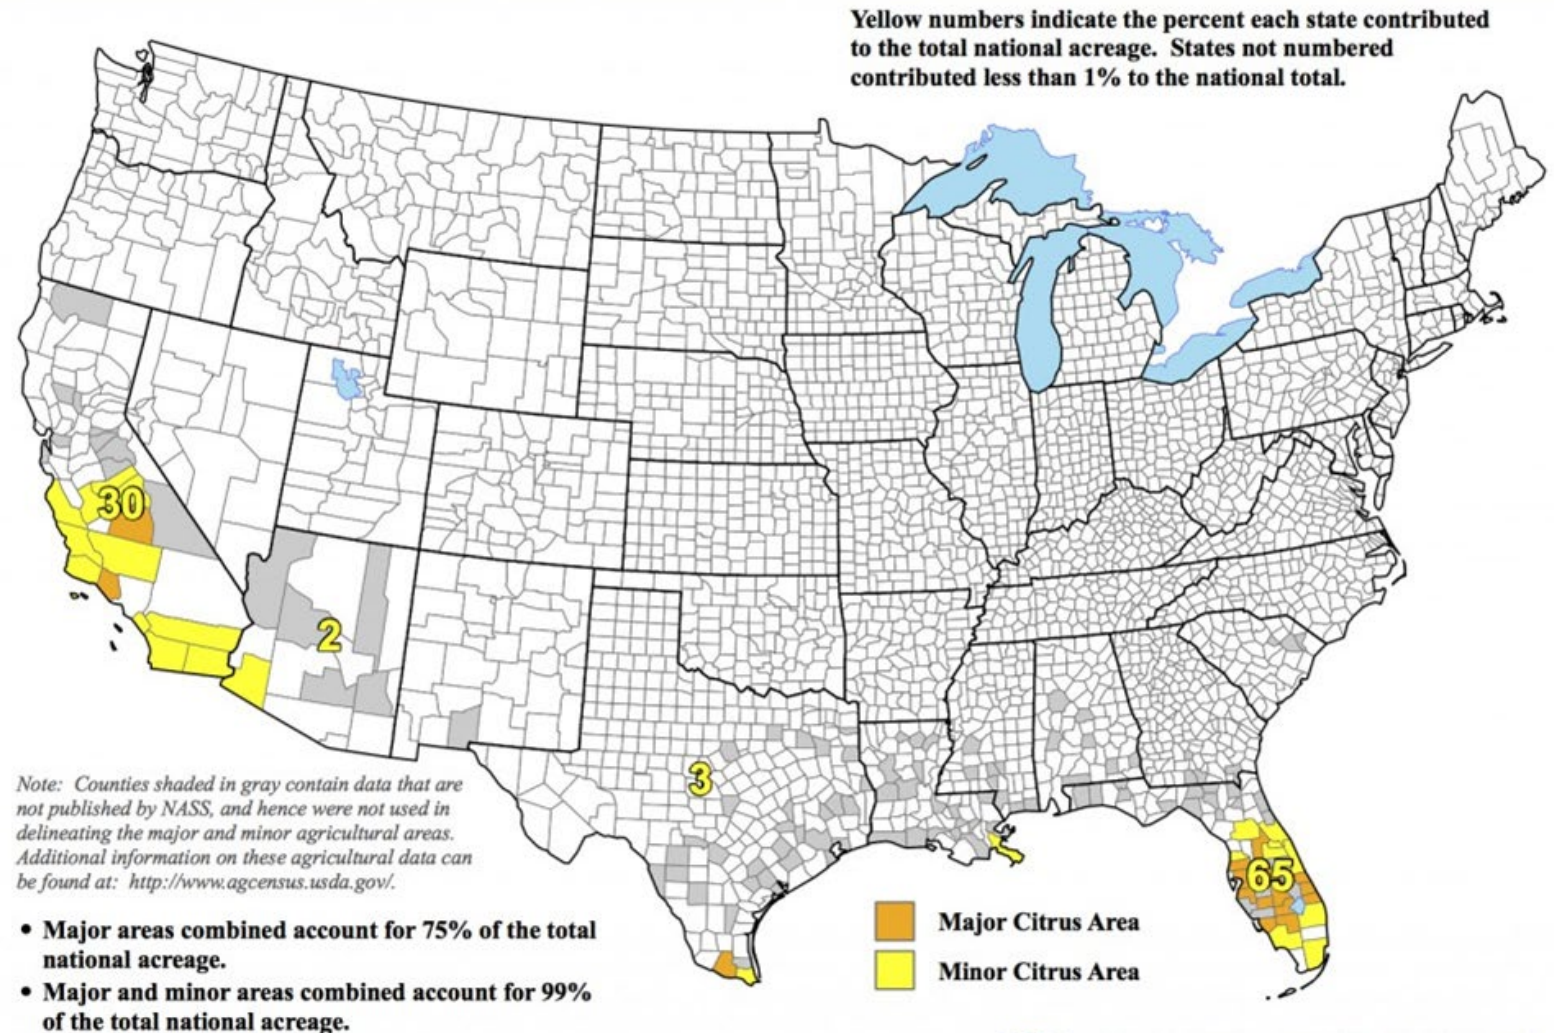 Yellow numbers indicate the percent each state contributed
to the total national acreage.  States not numbered
contributed less than 1% to the national total.
30
2
3
65
Note:  Counties shaded in gray contain data that are
not published by NASS, and hence were not used in
delineating the major and minor agricultural areas.
Additional information on these agricultural data can
be found at:  http://www.agcensus.usda.gov/.
• Major areas combined account for 75% of the total
national acreage.
• Major and minor areas combined account for 99%
of the total national acreage.
Major Citrus Area
Minor Citrus Area